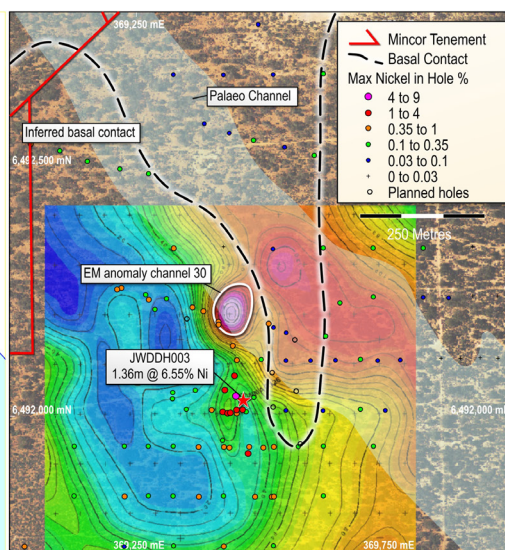 369,250 mE
Mincor Tenement
Basal Contact
Max Nickel in Hole %
4 to 9
1 to 4
0.35 to 1
0.1 to 0.35
0.03 to 0.1
0 to 0.03
Planned holes
250 Metres
Palaeo Channel
Inferred basal contact
6,492,500 mN
EM anomaly channel 30
JWDDH003
1.36m @ 6.55% Ni
6,492,000 mN
6,492,000 mN
369,250 mE
369,750 mE